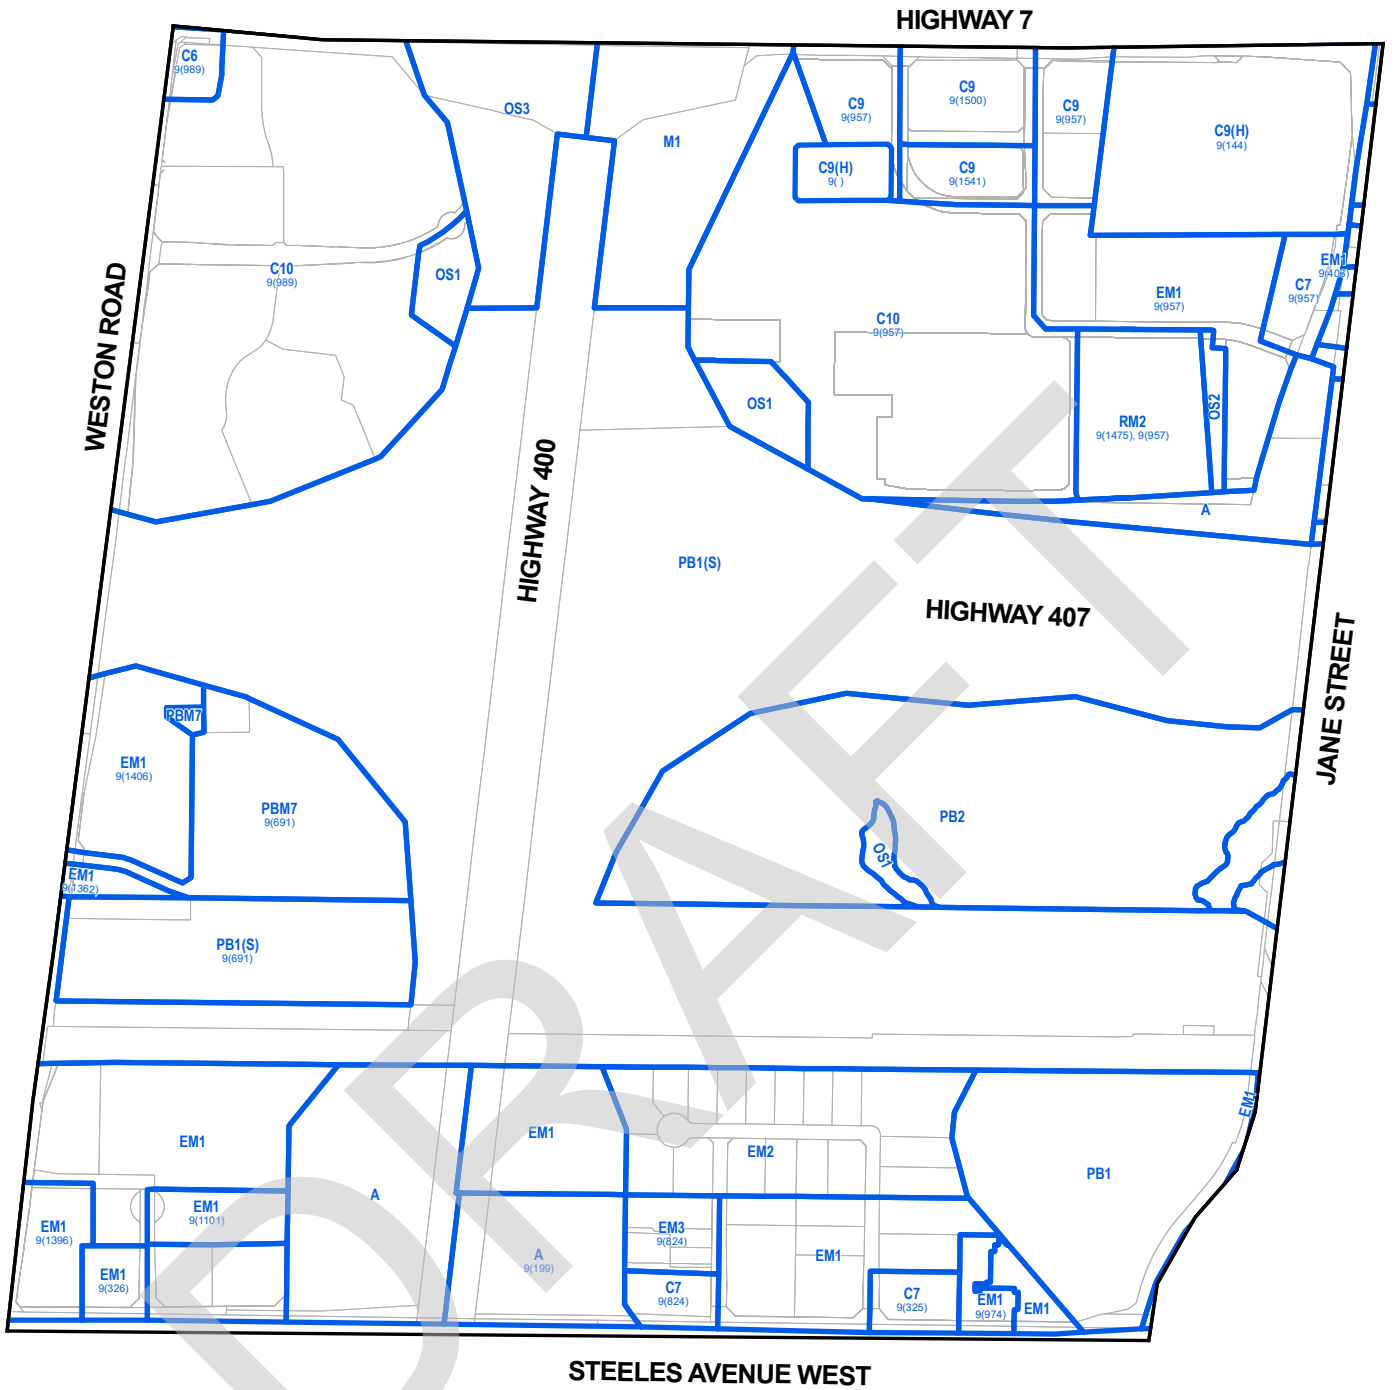 HIGHWAY 7
C6
9(989)
OS3
M1
C9
9(957)
C9
9(1500)
C9
9(957)
C9(H)
9(144)
C9(H)
9( )
C9
9(1541)
WESTON ROAD
C10
9(989)
OS1
C10
9(957)
EM1
9(957)
C7
9(957)
EM1
OS1
RM2
9(1475), 9(957)
OS2
A
HIGHWAY 400
PB1(S)
HIGHWAY 407
JANE STREET
PBM7
EM1
9(1406)
PBM7
9(691)
PB2
OS1
EM1
9(1362)
PB1(S)
9(691)
EM1
EM1
EM1
EM2
PB1
A
EM1
9(1396)
EM1
9(1101)
EM1
9(326)
A
9(199)
EM3
9(824)
C7
9(824)
EM1
C7
9(325)
EM1
9(974)
EM1
STEELES AVENUE WEST
DRAFT